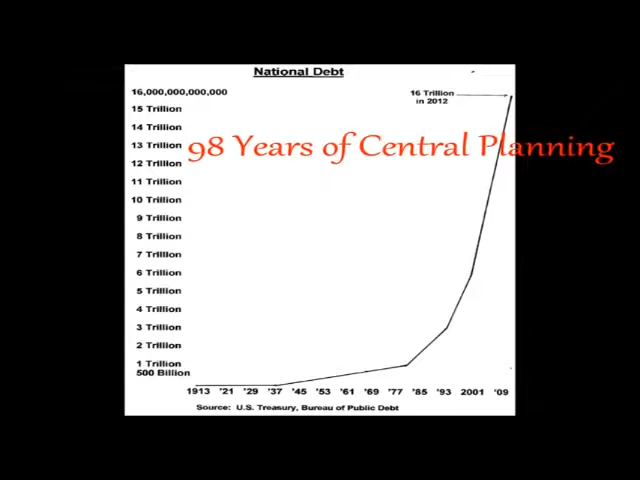 National Debt
16,000,000,000,000
16 Trillion
in 2012
15 Trillion
14 Trillion
13 Trillion
98 Years of Central Planning
12 Trillion
11 Trillion
10 Trillion
9 Trillion
8 Trillion
7 Trillion
6 Trillion
5 Trillion
4 Trillion
3 Trillion
2 Trillion
1 Trillion
500 Billion
1913 '21 '29 '37 '45 '53 '61 '69 '77 '85 '93 2001 '09
Source: U.S. Treasury, Bureau of Public Debt